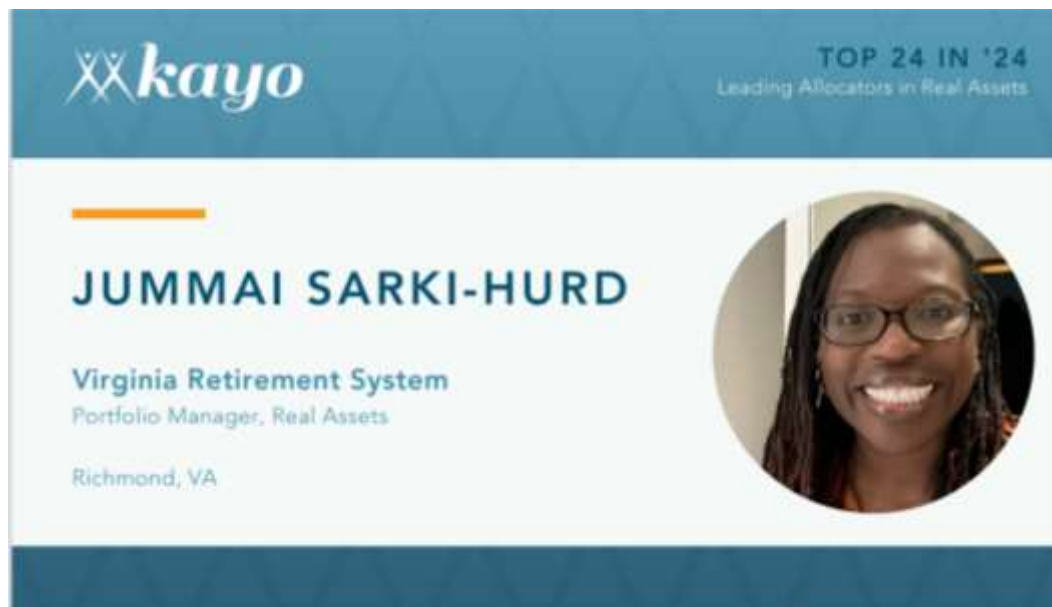 kayo
TOP 24 IN '24
Leading Allocators in Real Assets
JUMMAI SARKI-HURD
Virginia Retirement System
Portfolio Manager, Real Assets
Richmond, VA